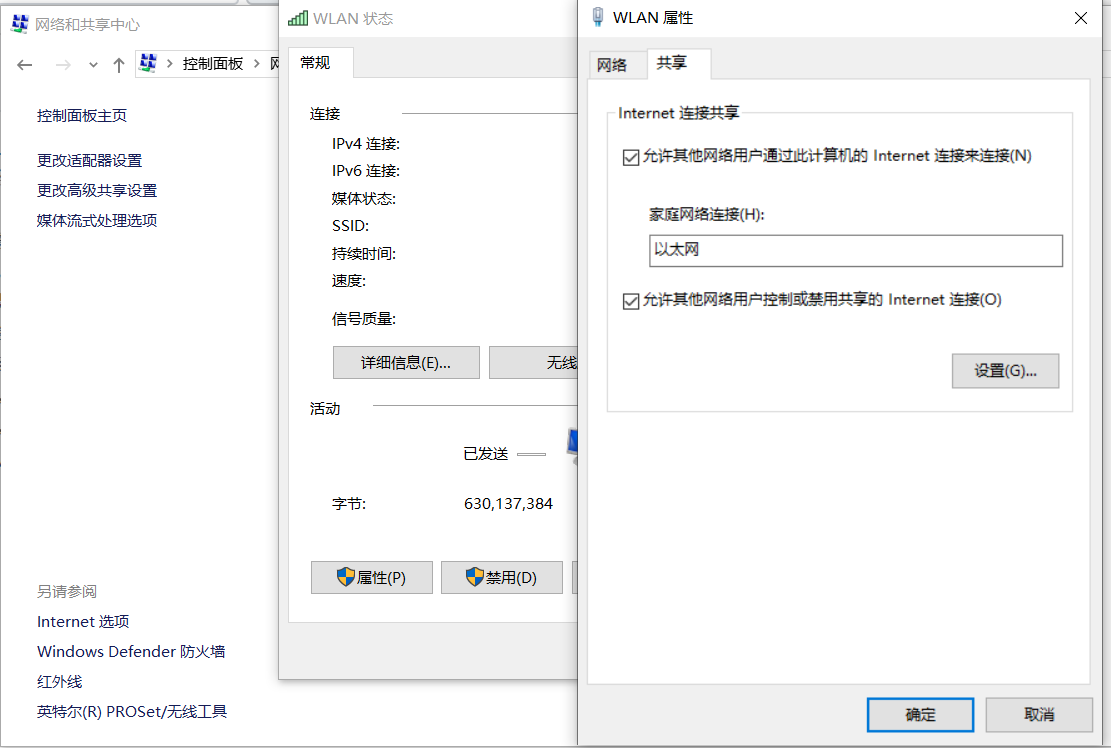 网络和共享中心
控制面板
控制面板主页
更改适配器设置
更改高级共享设置
媒体流式处理选项
另请参阅
Internet 选项
Windows Defender 防火墙
红外线
英特尔(R) PROSet/无线工具
WLAN 状态
常规
连接
IPv4 连接:
IPv6 连接:
媒体状态:
SSID:
持续时间:
速度:
信号质量:
详细信息(E)...
无线
活动
已发送
字节:
630,137,384
属性(P)
禁用(D)
WLAN 属性
网络
共享
Internet 连接共享
允许其他网络用户通过此计算机的 Internet 连接来连接(N)
家庭网络连接(H):
以太网
允许其他网络用户控制或禁用共享的 Internet 连接(O)
设置(G)...
确定
取消